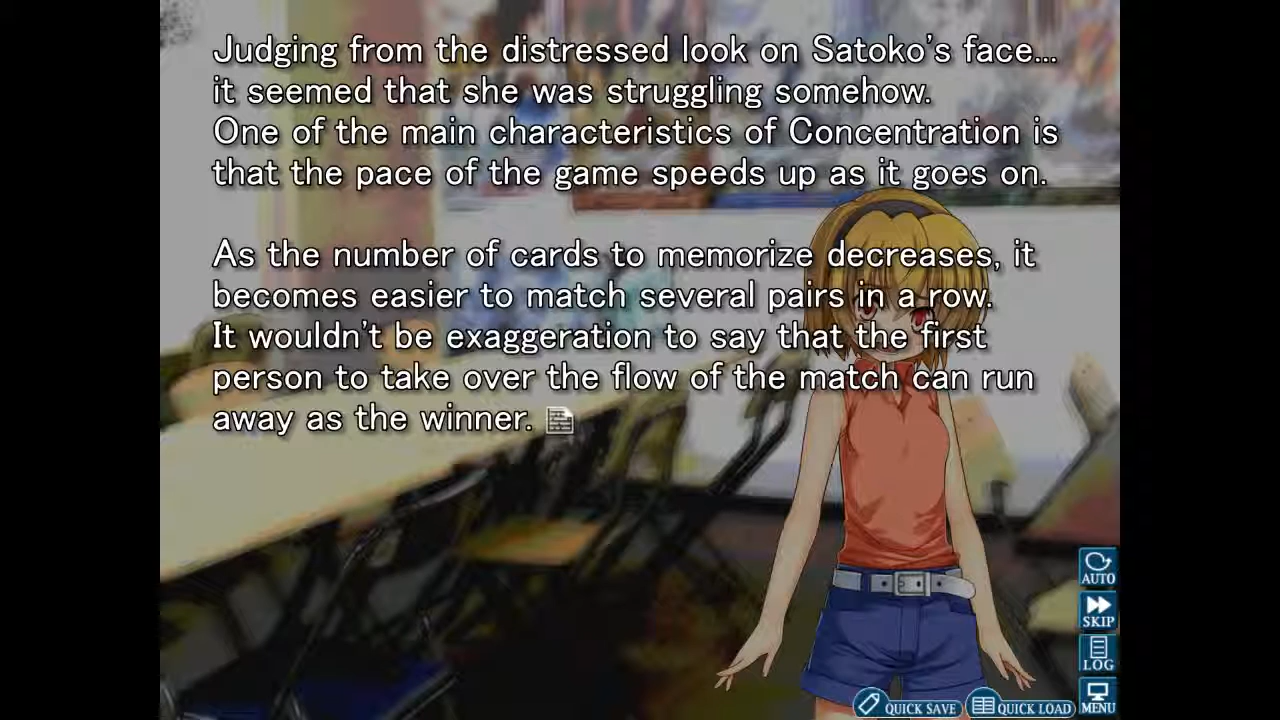 Judging from the distressed look on Satoko's face...
it seemed that she was struggling somehow.
One of the main characteristics of Concentration is
that the pace of the game speeds up as it goes on.
As the number of cards to memorize decreases, it
becomes easier to match several pairs in a row.
It wouldn't be exaggeration to say that the first
person to take over the flow of the match can run
away as the winner.
AUTO
SKIP
LOG
MENU
QUICK SAVE
QUICK LOAD